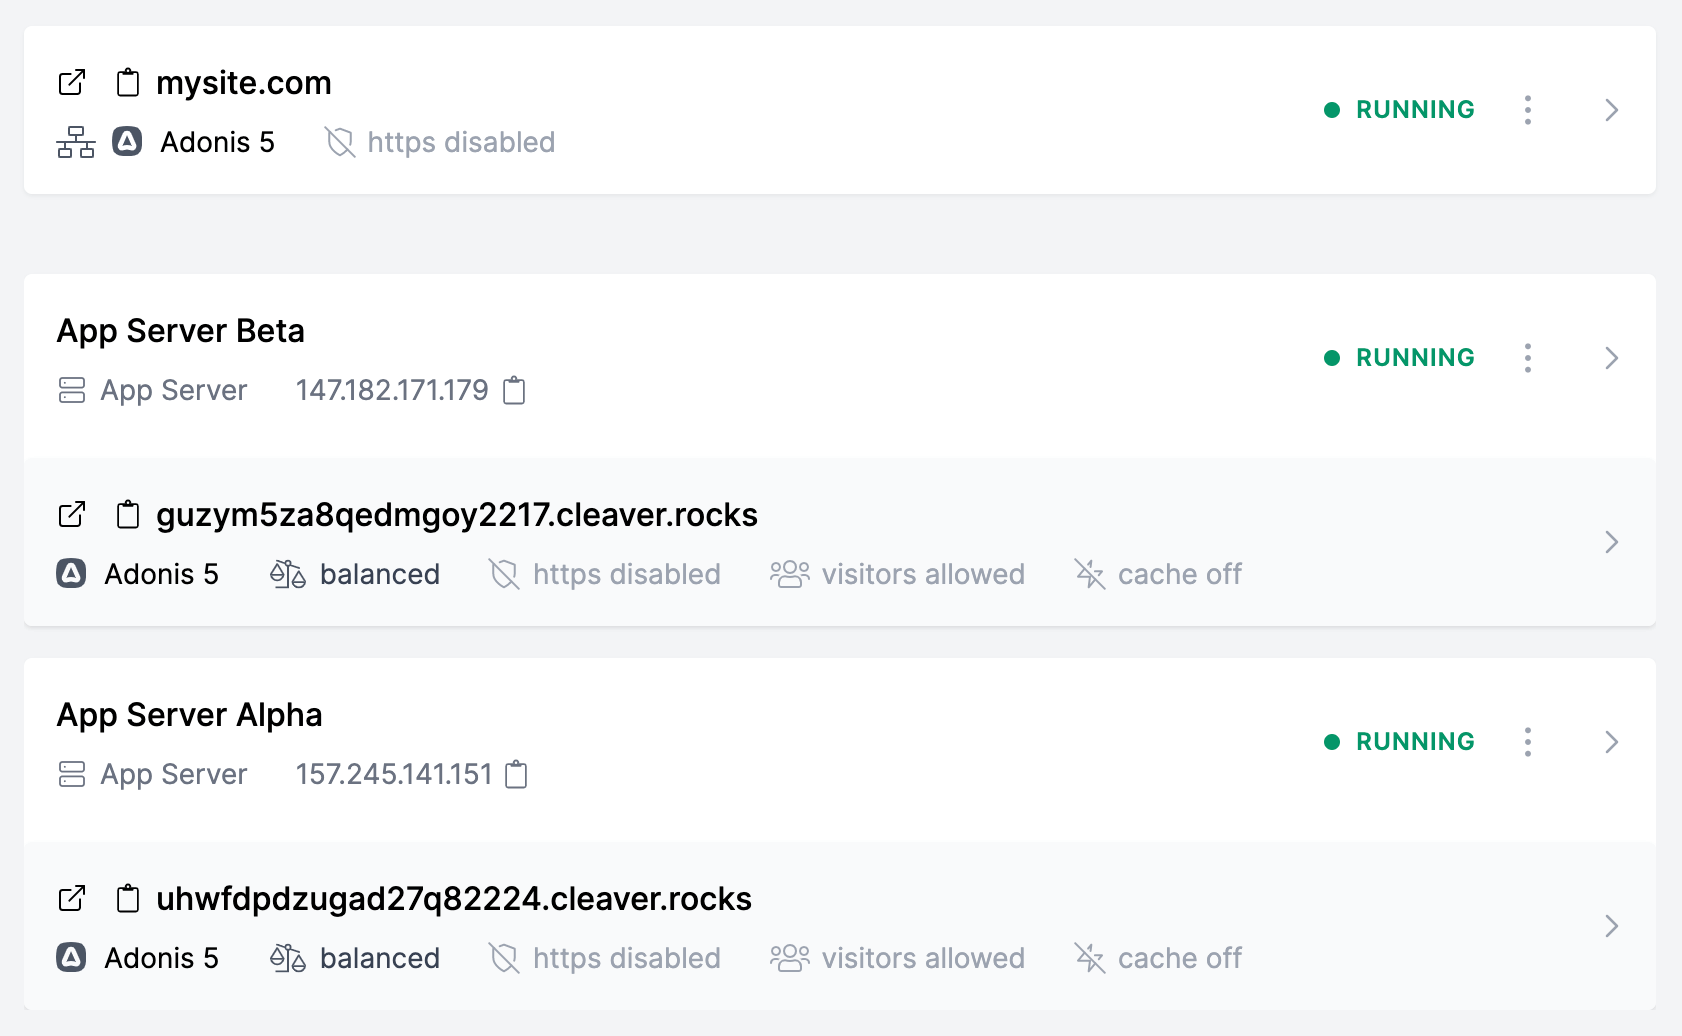 mysite.com
RUNNING
Adonis 5 https disabled
App Server Beta
RUNNING
App Server 147.182.171.179
guzym5za8qedmgoy2217.cleaver.rocks
Adonis 5 balanced https disabled visitors allowed cache off
App Server Alpha
RUNNING
App Server 157.245.141.151
uhwfdpdzugad27q82224.cleaver.rocks
Adonis 5 balanced https disabled visitors allowed cache off